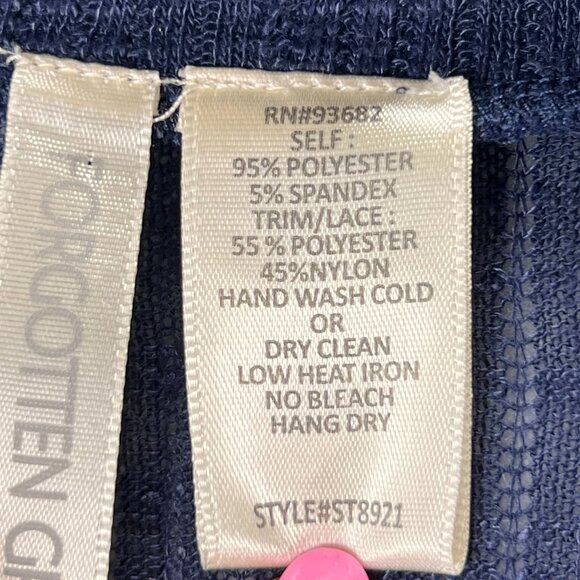 FORGOTTEN
RN#93682
SELF :
95% POLYESTER
5% SPANDEX
TRIM/LACE :
55 % POLYESTER
45%NYLON
HAND WASH COLD
OR
DRY CLEAN
LOW HEAT IRON
NO BLEACH
HANG DRY
STYLE#ST8921